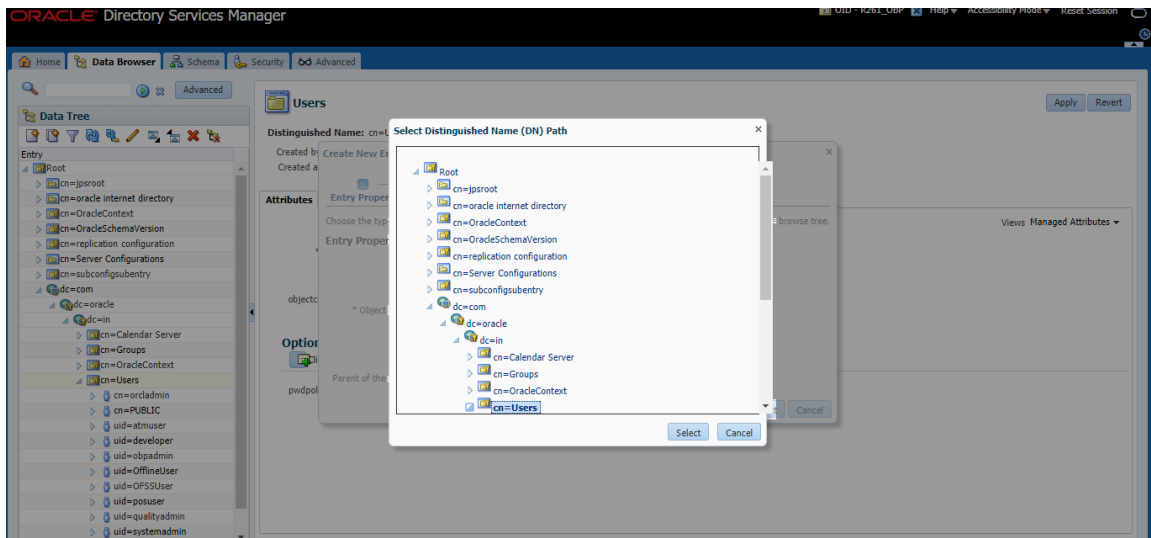 ORACLE® Directory Services Manager
OID - R261_OBP Help Accessibility Mode Reset Session
Home Data Browser Schema Security Advanced
Advanced
Data Tree
Entry
Root
cn=jpsroot
cn=oracle internet directory
cn=OracleContext
cn=OracleSchemaVersion
cn=replication configuration
cn=Server Configurations
cn=subconfigsubentry
dc=com
dc=oracle
dc=in
cn=Calendar Server
cn=Groups
cn=OracleContext
cn=Users
cn=orcladmin
cn=PUBLIC
uid=atmuser
uid=developer
uid=obpadmin
uid=OfflineUser
uid=OFSSUser
uid=posuser
uid=qualityadmin
uid=systemadmin
Users
Apply Revert
Distinguished Name:
Created by
Created a
Attributes
Views Managed Attributes
objectc
Option
pwdpol
Create New En
Entry Proper
Choose the typ
browse tree.
Entry Proper
* Object
Parent of the
Cancel
Select Distinguished Name (DN) Path
Root
cn=jpsroot
cn=oracle internet directory
cn=OracleContext
cn=OracleSchemaVersion
cn=replication configuration
cn=Server Configurations
cn=subconfigsubentry
dc=com
dc=oracle
dc=in
cn=Calendar Server
cn=Groups
cn=OracleContext
cn=Users
Select Cancel